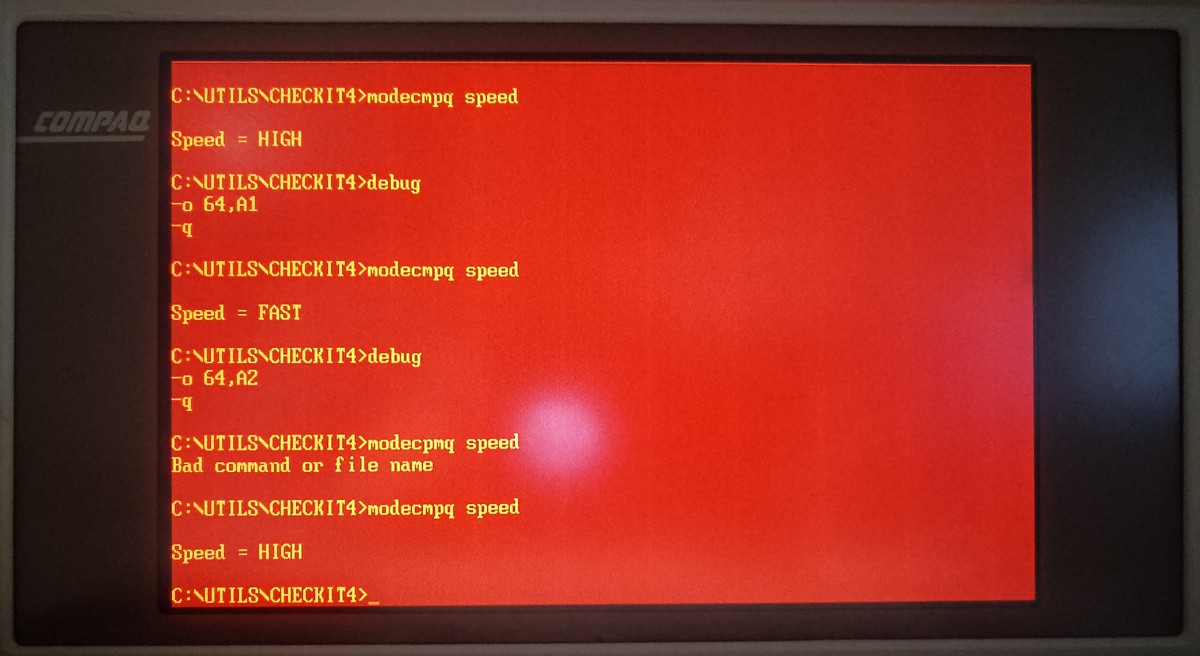 COMPAQ
C:\UTILS\CHECKIT4>modecmpq speed
Speed = HIGH
C:\UTILS\CHECKIT4>debug
-o 64,A1
-q
C:\UTILS\CHECKIT4>modecmpq speed
Speed = FAST
C:\UTILS\CHECKIT4>debug
-o 64,A2
-q
C:\UTILS\CHECKIT4>modecpmq speed
Bad command or file name
C:\UTILS\CHECKIT4>modecmpq speed
Speed = HIGH
C:\UTILS\CHECKIT4>_